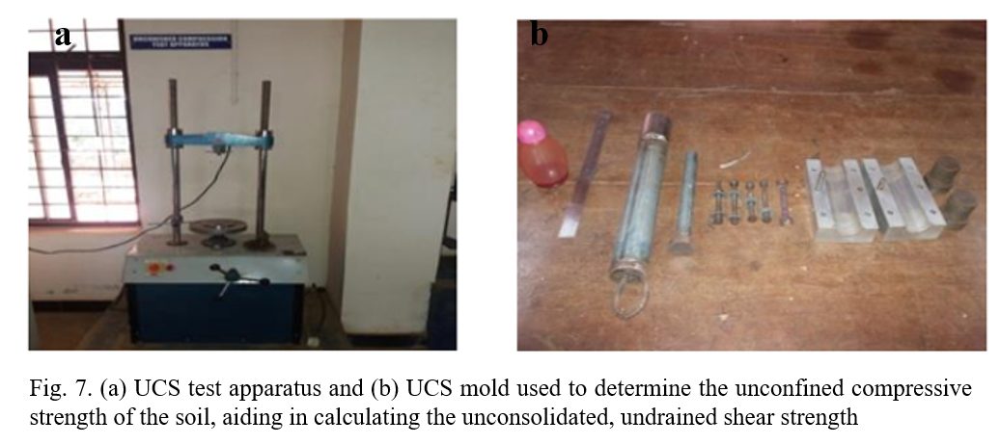 a
b
UNCONFINED COMPRESSION
TEST APPARATUS
Fig. 7. (a) UCS test apparatus and (b) UCS mold used to determine the unconfined compressive
strength of the soil, aiding in calculating the unconsolidated, undrained shear strength